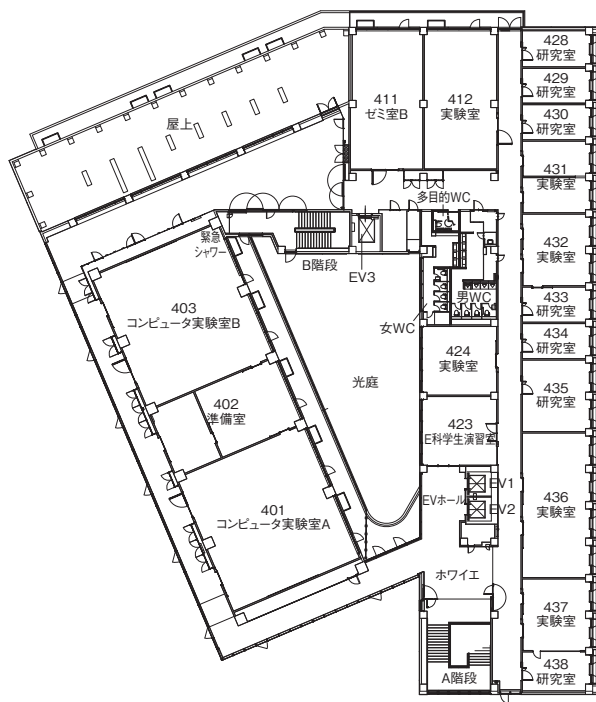 428
研究室
429
研究室
430
研究室
431
実験室
432
実験室
433
研究室
434
研究室
435
研究室
436
実験室
437
実験室
438
研究室
411
ゼミ室B
412
実験室
屋上
多目的WC
緊急
シャワー
B階段
EV3
男WC
女WC
403
コンピュータ実験室B
402
準備室
光庭
424
実験室
423
E科学生演習室
401
コンピュータ実験室A
EVホール
EV1
EV2
ホワイエ
A階段